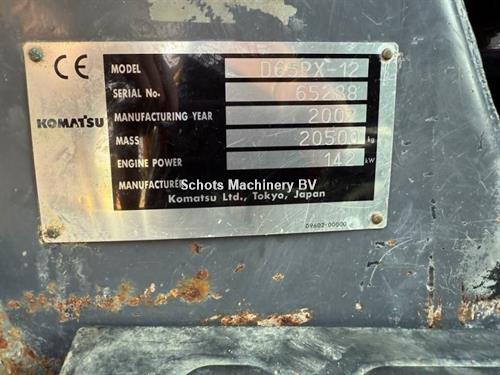 CE
KOMATSU
MODEL D65PX-12
SERIAL No. 65288
MANUFACTURING YEAR
MASS 20500 kg
ENGINE POWER 142 kW
MANUFACTURER
Schots Machinery BV
Komatsu Ltd., Tokyo, Japan
09602-00000